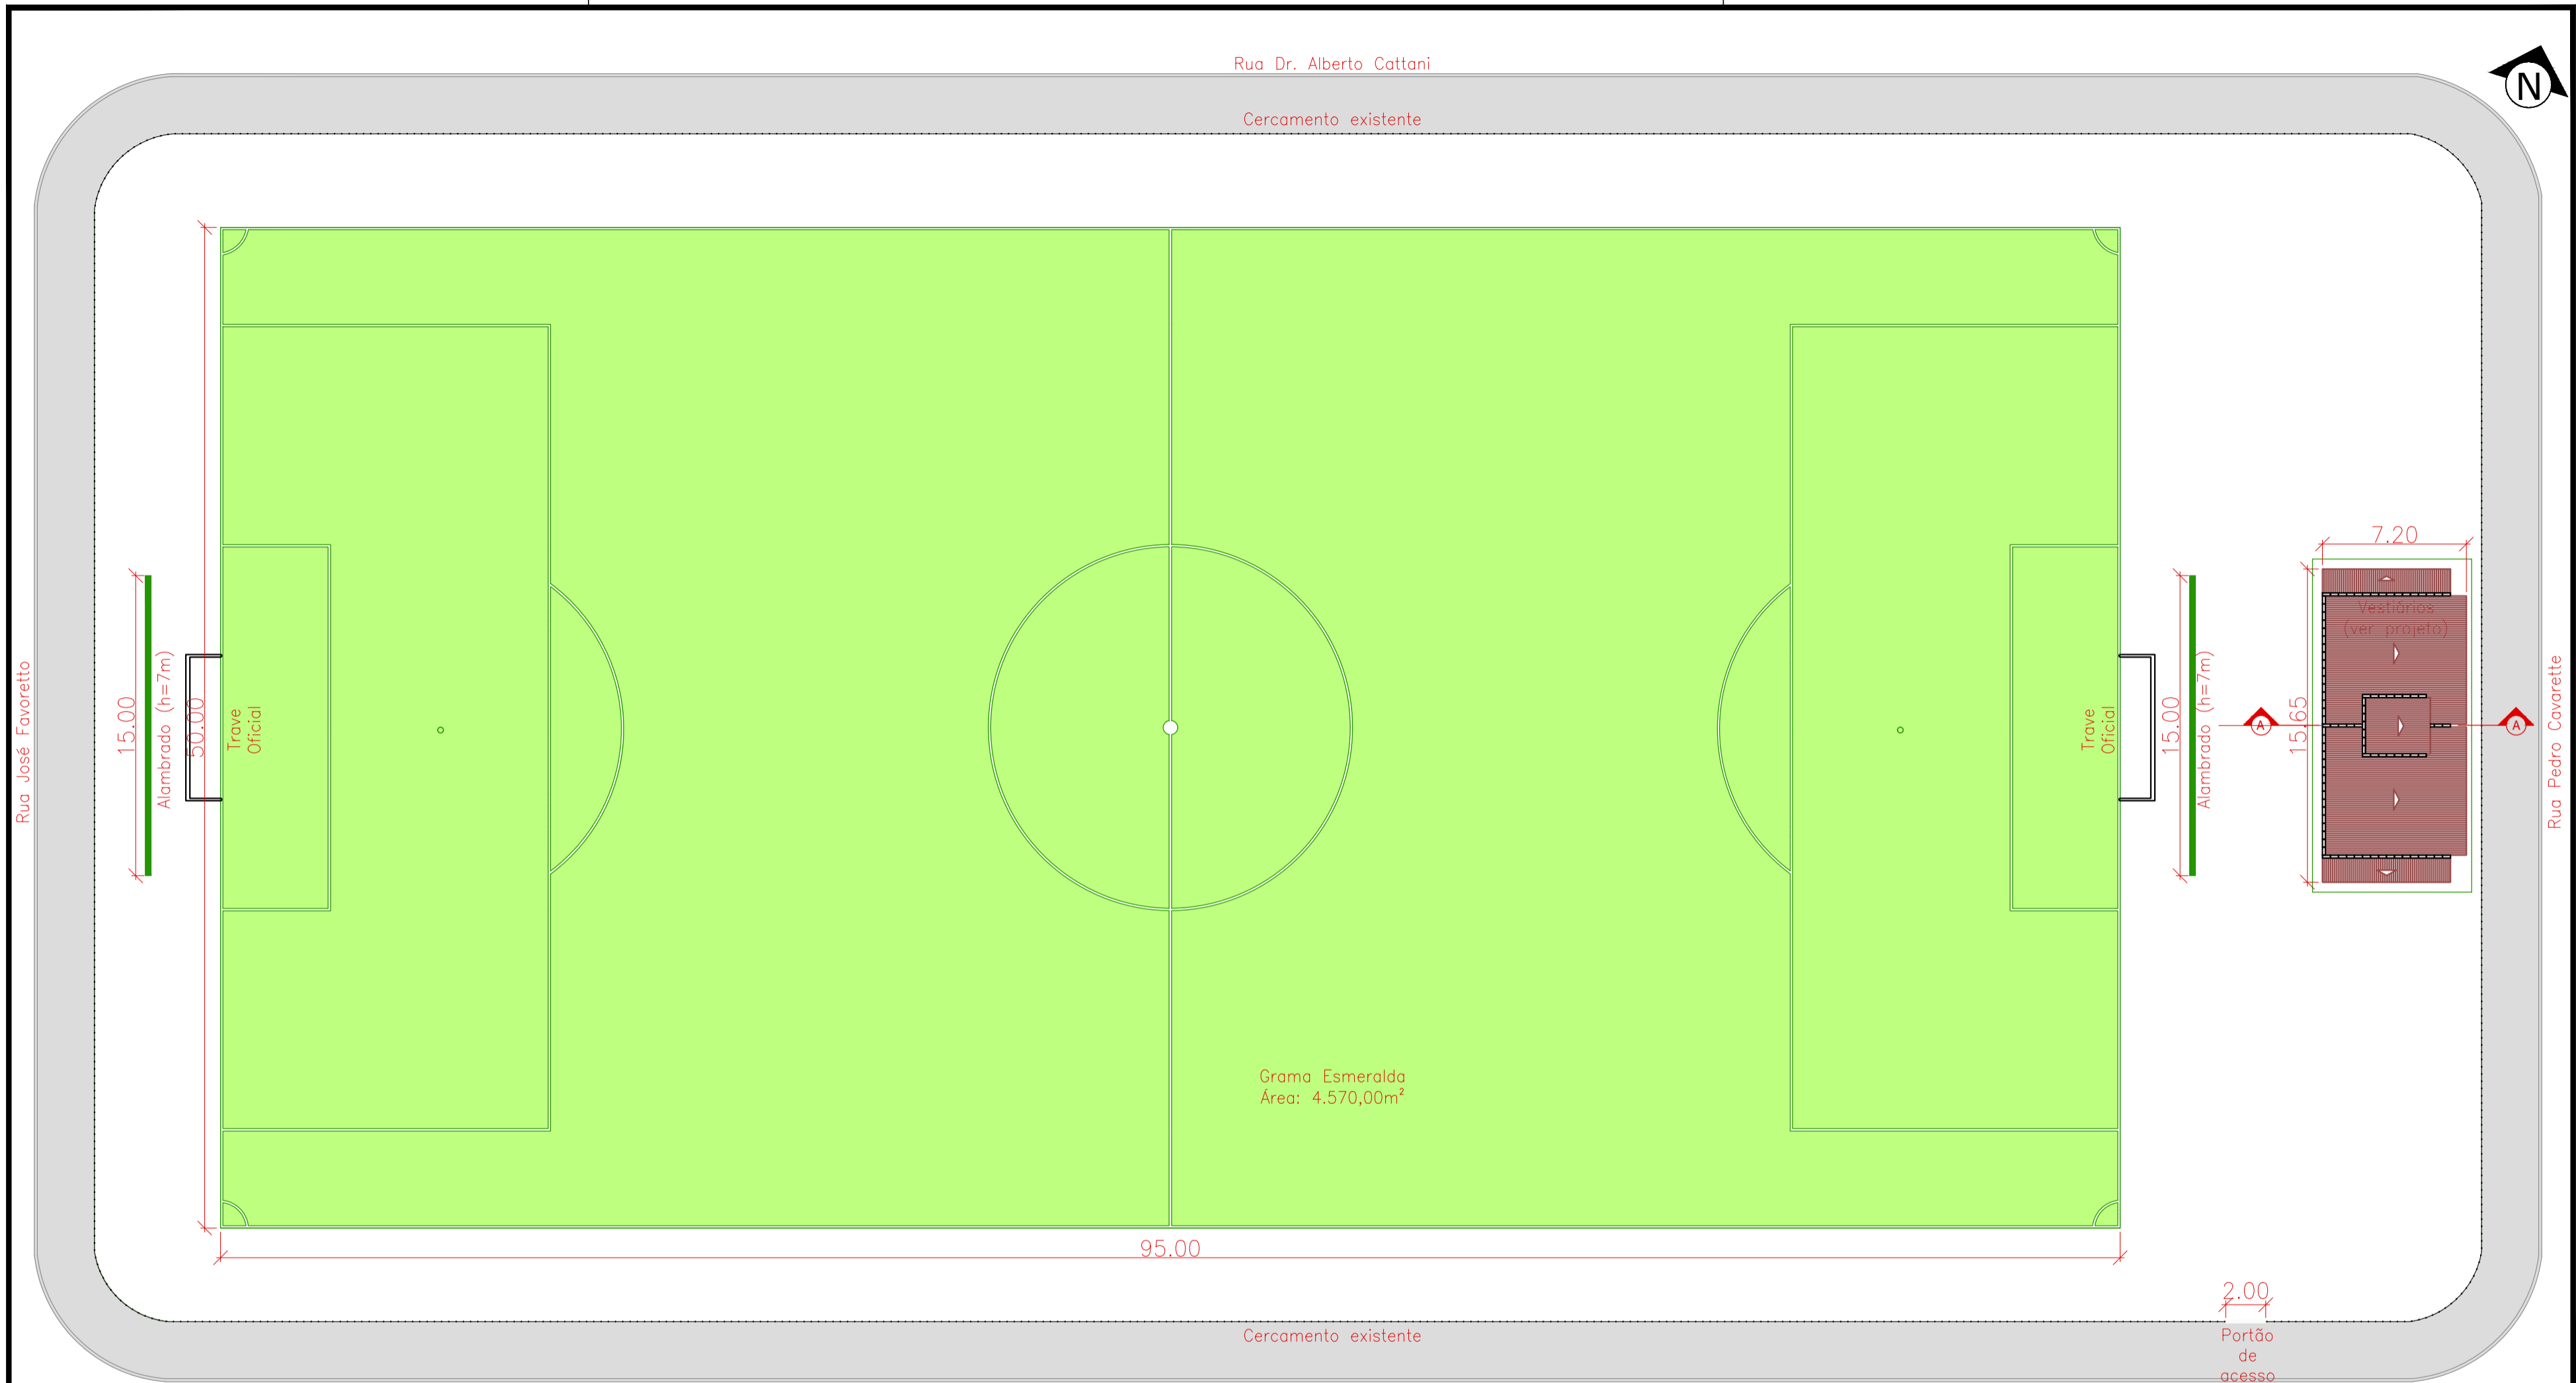 Rua Dr. Alberto Cattani
N
Cercamento existente
7.20
Vestiários
(ver projeto)
Rua José Favoretto
15.00
Alambrado (h=7m)
50.00
Trave
Oficial
Trave
Oficial
15.00
Alambrado (h=7m)
A
15.65
A
Rua Pedro Cavarette
Grama Esmeralda
Área: 4.570,00m²
95.00
2.00
Cercamento existente
Portão
de
acesso